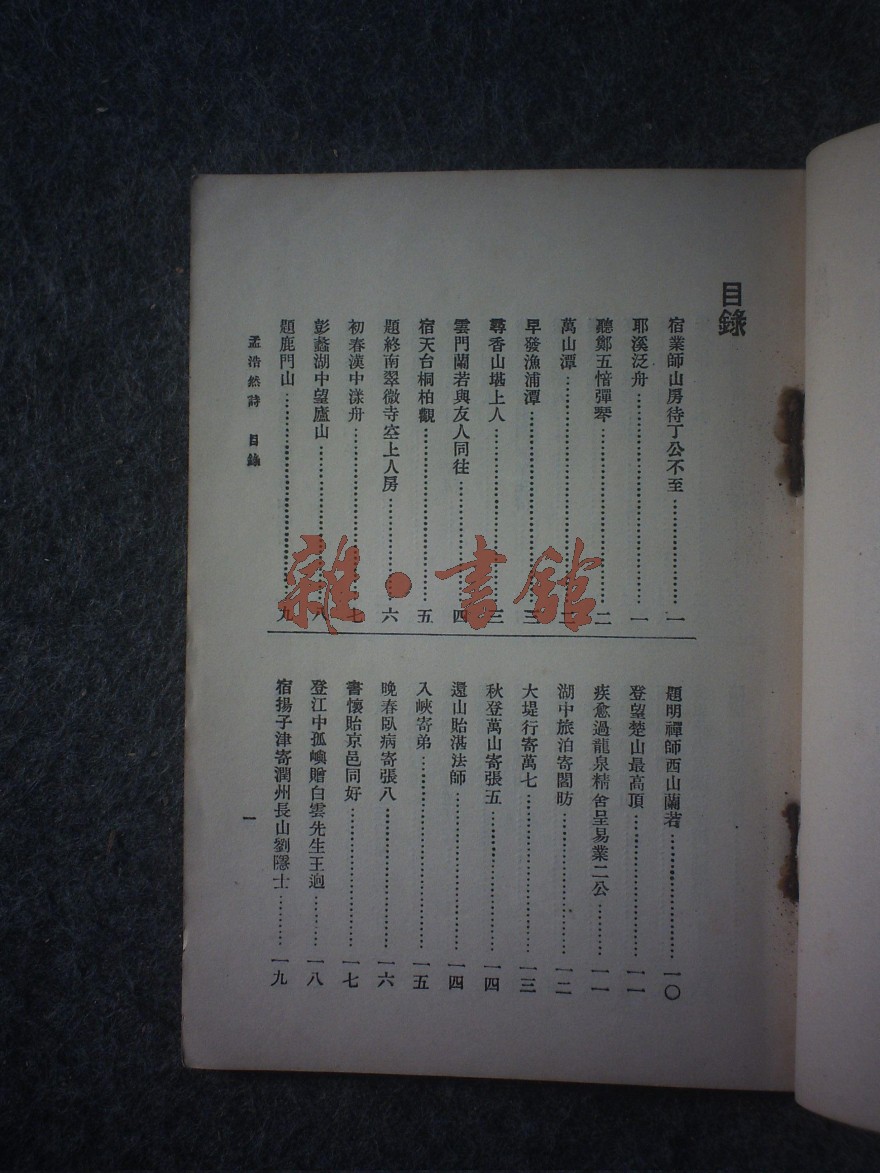 目錄
宿業師山房待丁公不至……一
耶溪泛舟……一
聽鄭五愔彈琴……二
萬山潭……二
早發漁浦潭……三
尋香山堪上人……三
雲門蘭若與友人同往……四
宿天台桐柏觀……五
題終南翠微寺空上人房……六
初春漢中漾舟……七
彭蠡湖中望廬山……八
題鹿門山……九
題明禪師西山蘭若……一〇
登望楚山最高頂……一一
疾愈過龍泉精舍呈易業二公……一一
湖中旅泊寄閻昉……一二
大堤行寄萬七……一三
秋登萬山寄張五……一四
還山貽湛法師……一四
入峽寄弟……一五
晚春臥病寄張八……一六
書懷貽京邑同好……一七
登江中孤嶼贈白雲先生王迥……一八
宿揚子津寄潤州長山劉隱士……一九
孟浩然詩 目錄
一
雜·書館